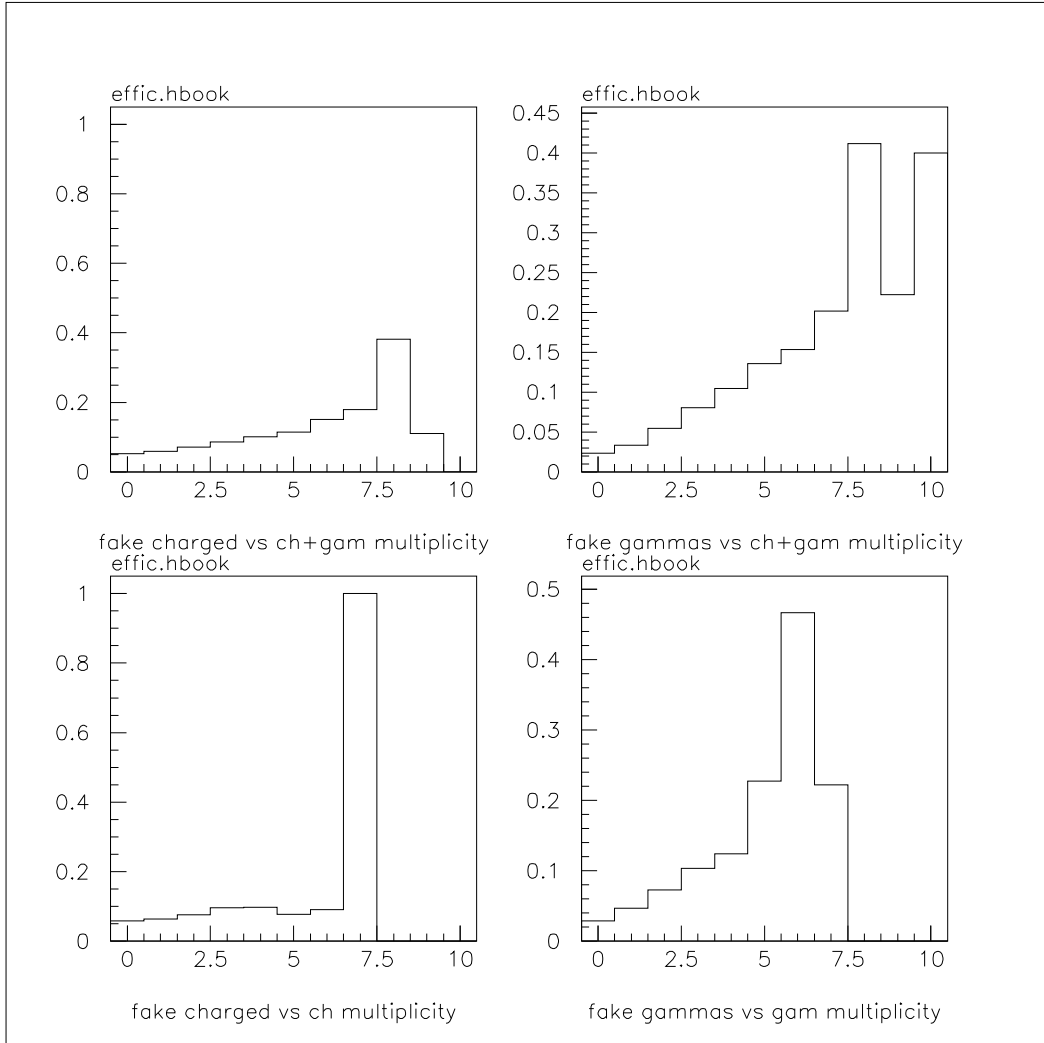 effic.hbook
1
0.8
0.6
0.4
0.2
0
0 2.5 5 7.5 10
fake charged vs ch+gam multiplicity
effic.hbook
0.45
0.4
0.35
0.3
0.25
0.2
0.15
0.1
0.05
0
0 2.5 5 7.5 10
fake gammas vs ch+gam multiplicity
effic.hbook
1
0.8
0.6
0.4
0.2
0
0 2.5 5 7.5 10
fake charged vs ch multiplicity
effic.hbook
0.5
0.4
0.3
0.2
0.1
0
0 2.5 5 7.5 10
fake gammas vs gam multiplicity